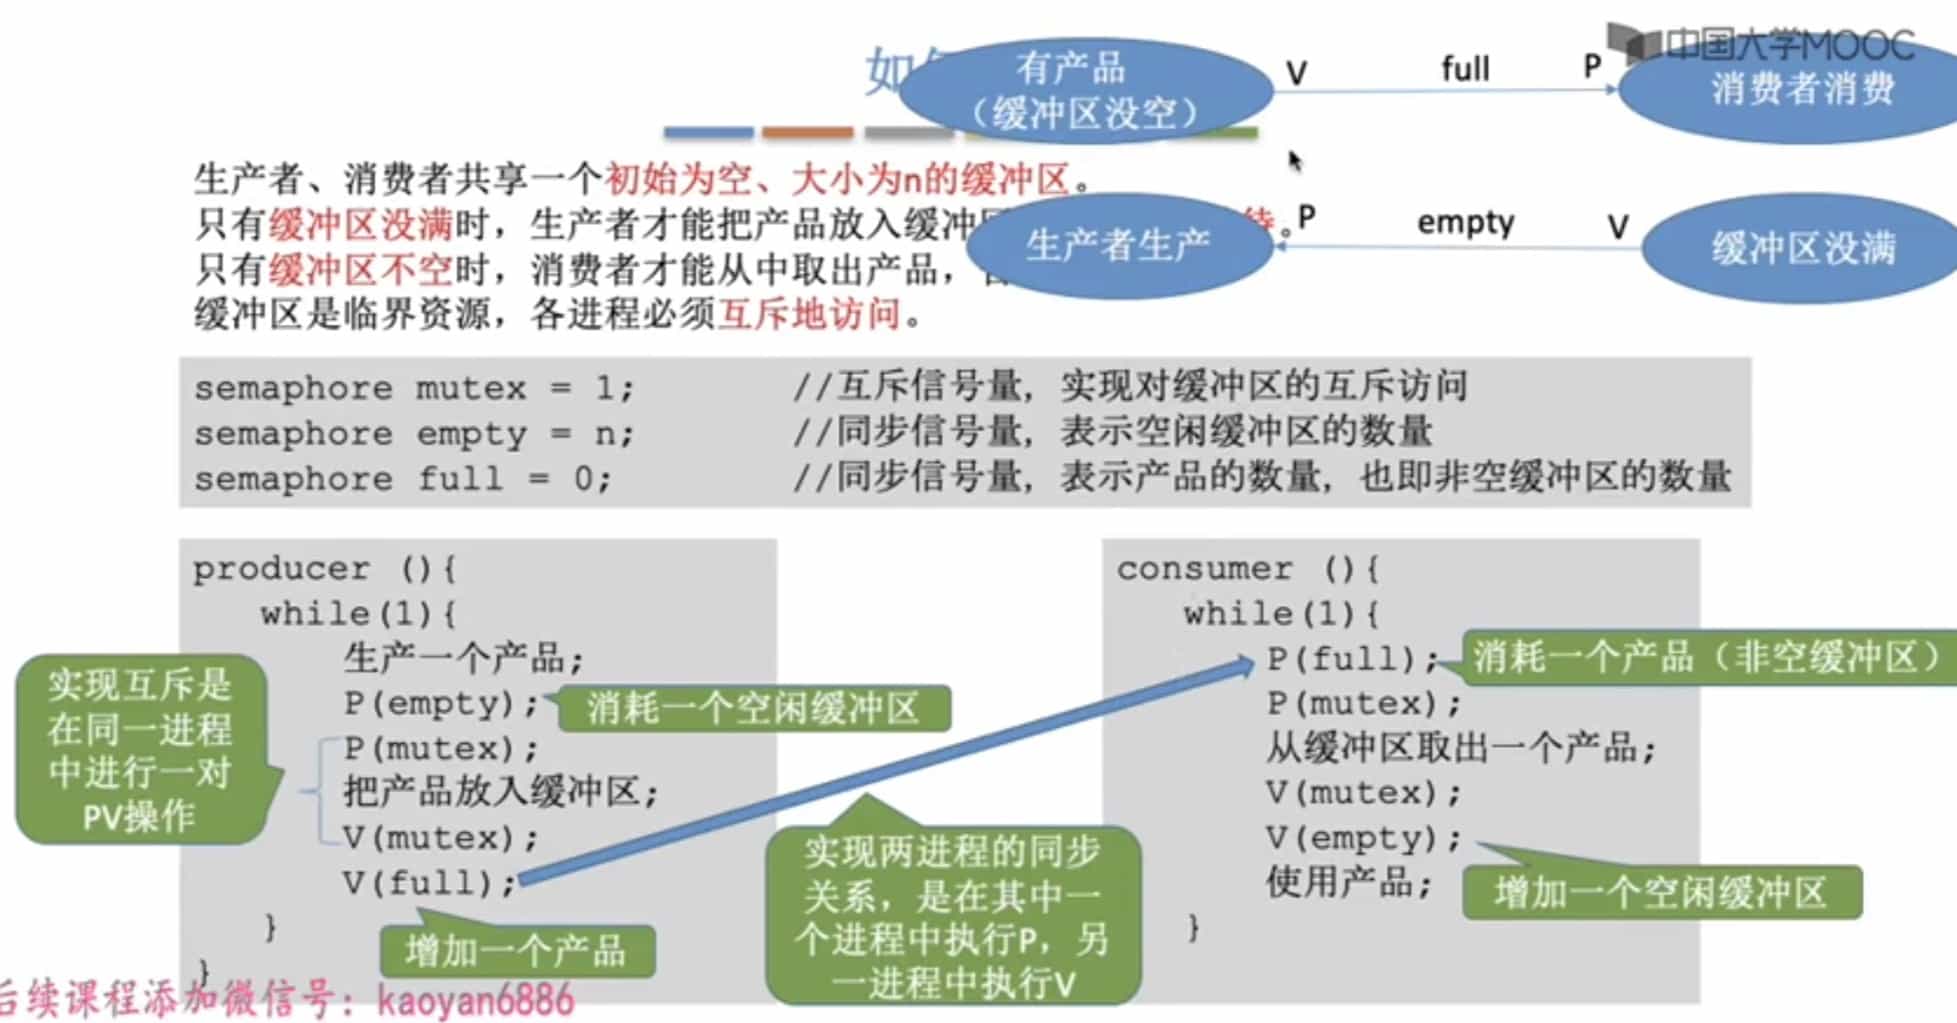 中国大学MOOC
如
有产品
（缓冲区没空）
V full P
消费者消费
生产者、消费者共享一个初始为空、大小为n的缓冲区。
只有缓冲区没满时，生产者才能把产品放入缓冲
待。
生产者生产
P empty V
缓冲区没满
只有缓冲区不空时，消费者才能从中取出产品，
缓冲区是临界资源，各进程必须互斥地访问。
semaphore mutex = 1; //互斥信号量，实现对缓冲区的互斥访问
semaphore empty = n; //同步信号量，表示空闲缓冲区的数量
semaphore full = 0; //同步信号量，表示产品的数量，也即非空缓冲区的数量
producer (){
while(1){
生产一个产品;
P(empty);
P(mutex);
把产品放入缓冲区;
V(mutex);
V(full);
}
}
实现互斥是
在同一进程
中进行一对
PV操作
消耗一个空闲缓冲区
增加一个产品
实现两进程的同步
关系，是在其中一
个进程中执行P，另
一进程中执行V
consumer (){
while(1){
P(full);
P(mutex);
从缓冲区取出一个产品;
V(mutex);
V(empty);
使用产品;
}
消耗一个产品（非空缓冲区）
增加一个空闲缓冲区
后续课程添加微信号：kaoyan6886